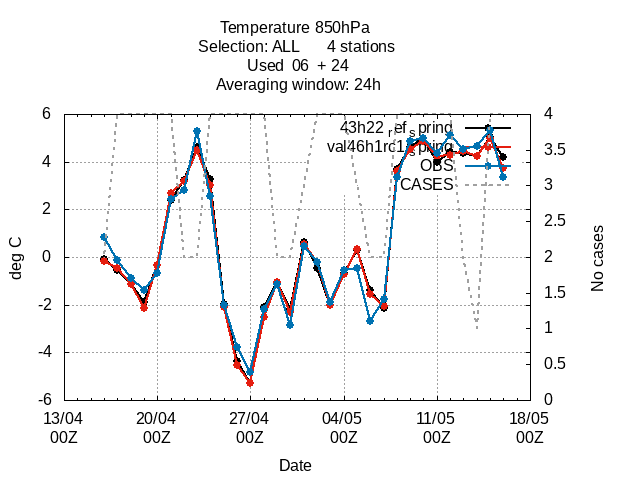 Temperature 850hPa
Selection: ALL 4 stations
Used 06 + 24
Averaging window: 24h
43h22_ref_spring
val46h1rc1_spring
OBS
CASES
deg C
6
4
2
0
-2
-4
-6
4
3.5
3
2.5
2
1.5
1
0.5
0
No cases
13/04 20/04 27/04 04/05 11/05 18/05
00Z 00Z 00Z 00Z 00Z 00Z
Date